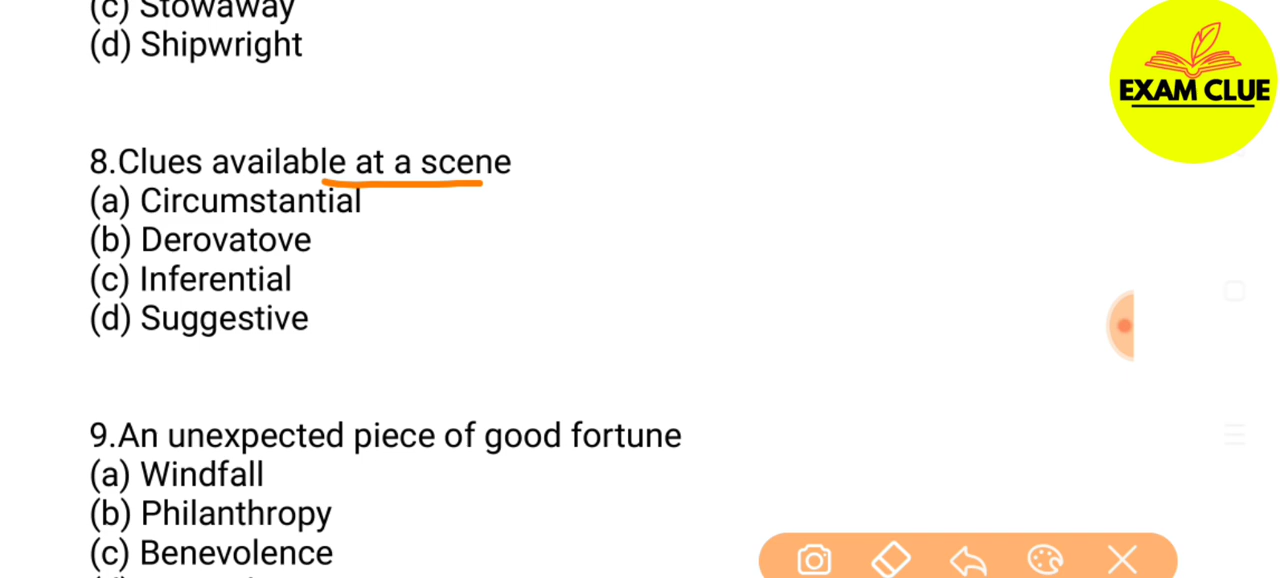 (c) Stowaway
(d) Shipwright
EXAM CLUE
8.Clues available at a scene
(a) Circumstantial
(b) Derovatove
(c) Inferential
(d) Suggestive
9.An unexpected piece of good fortune
(a) Windfall
(b) Philanthropy
(c) Benevolence